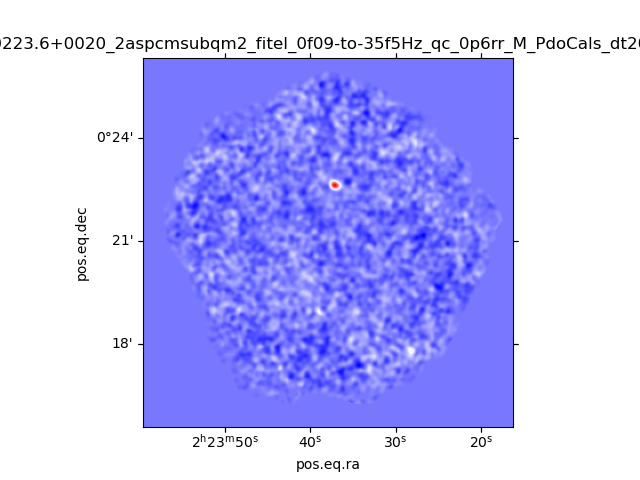 0223.6+0020_2aspcmsubqm2_fitel_0f09-to-35f5Hz_qc_0p6rr_M_PdoCals_dt20
0°24'
21'
18'
pos.eq.dec
2h23m50s 40s 30s 20s
pos.eq.ra